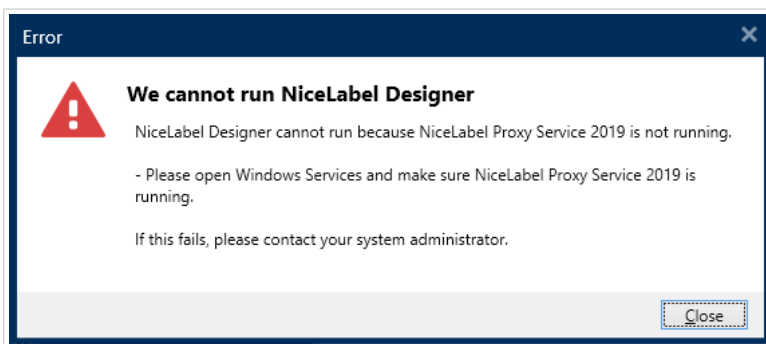 Error
We cannot run NiceLabel Designer
NiceLabel Designer cannot run because NiceLabel Proxy Service 2019 is not running.
- Please open Windows Services and make sure NiceLabel Proxy Service 2019 is
running.
If this fails, please contact your system administrator.
Close